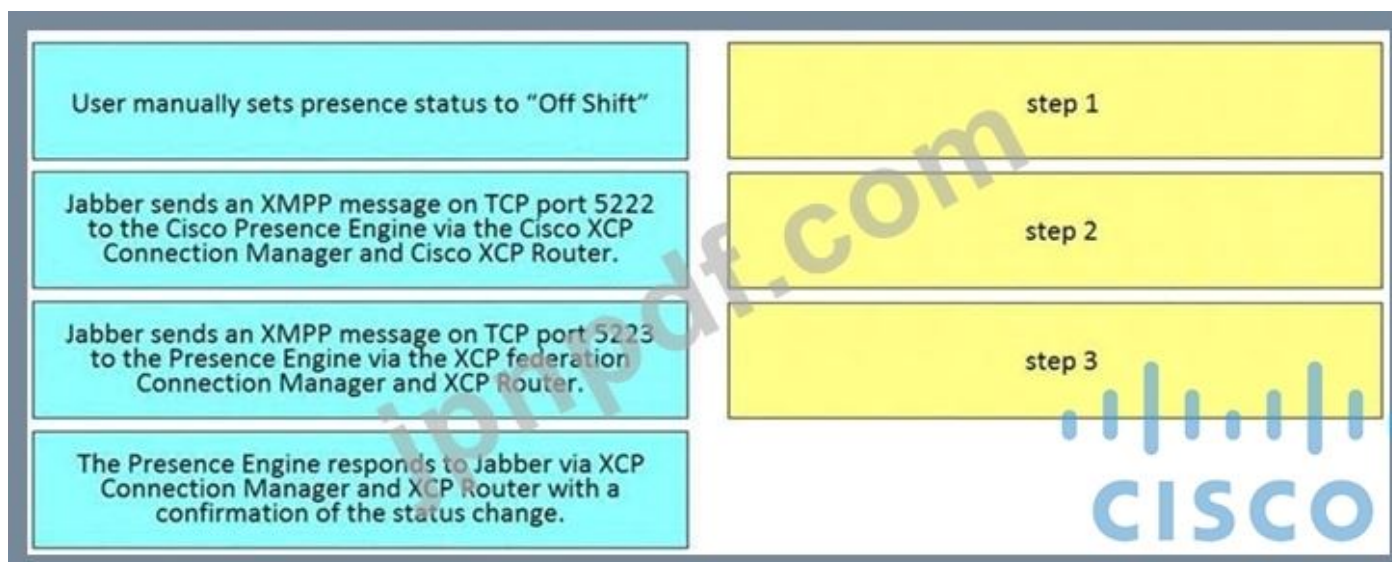 User manually sets presence status to “Off Shift”
Jabber sends an XMPP message on TCP port 5222
to the Cisco Presence Engine via the Cisco XCP
Connection Manager and Cisco XCP Router.
Jabber sends an XMPP message on TCP port 5223
to the Presence Engine via the XCP federation
Connection Manager and XCP Router.
The Presence Engine responds to Jabber via XCP
Connection Manager and XCP Router with a
confirmation of the status change.
step 1
step 2
step 3
jpnpdf.com
CISCO